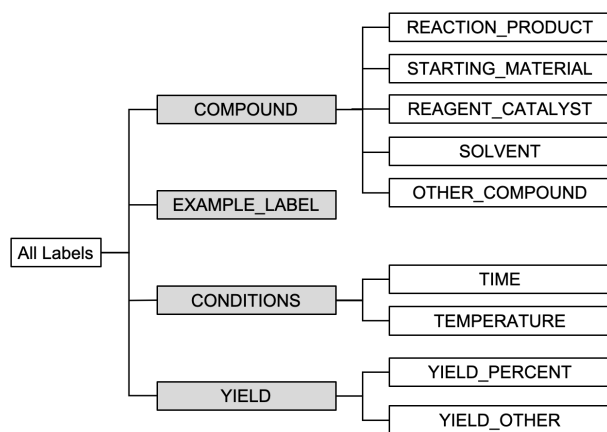 REACTION_PRODUCT
STARTING_MATERIAL
COMPOUND
REAGENT_CATALYST
SOLVENT
OTHER_COMPOUND
EXAMPLE_LABEL
All Labels
TIME
CONDITIONS
TEMPERATURE
YIELD_PERCENT
YIELD
YIELD_OTHER